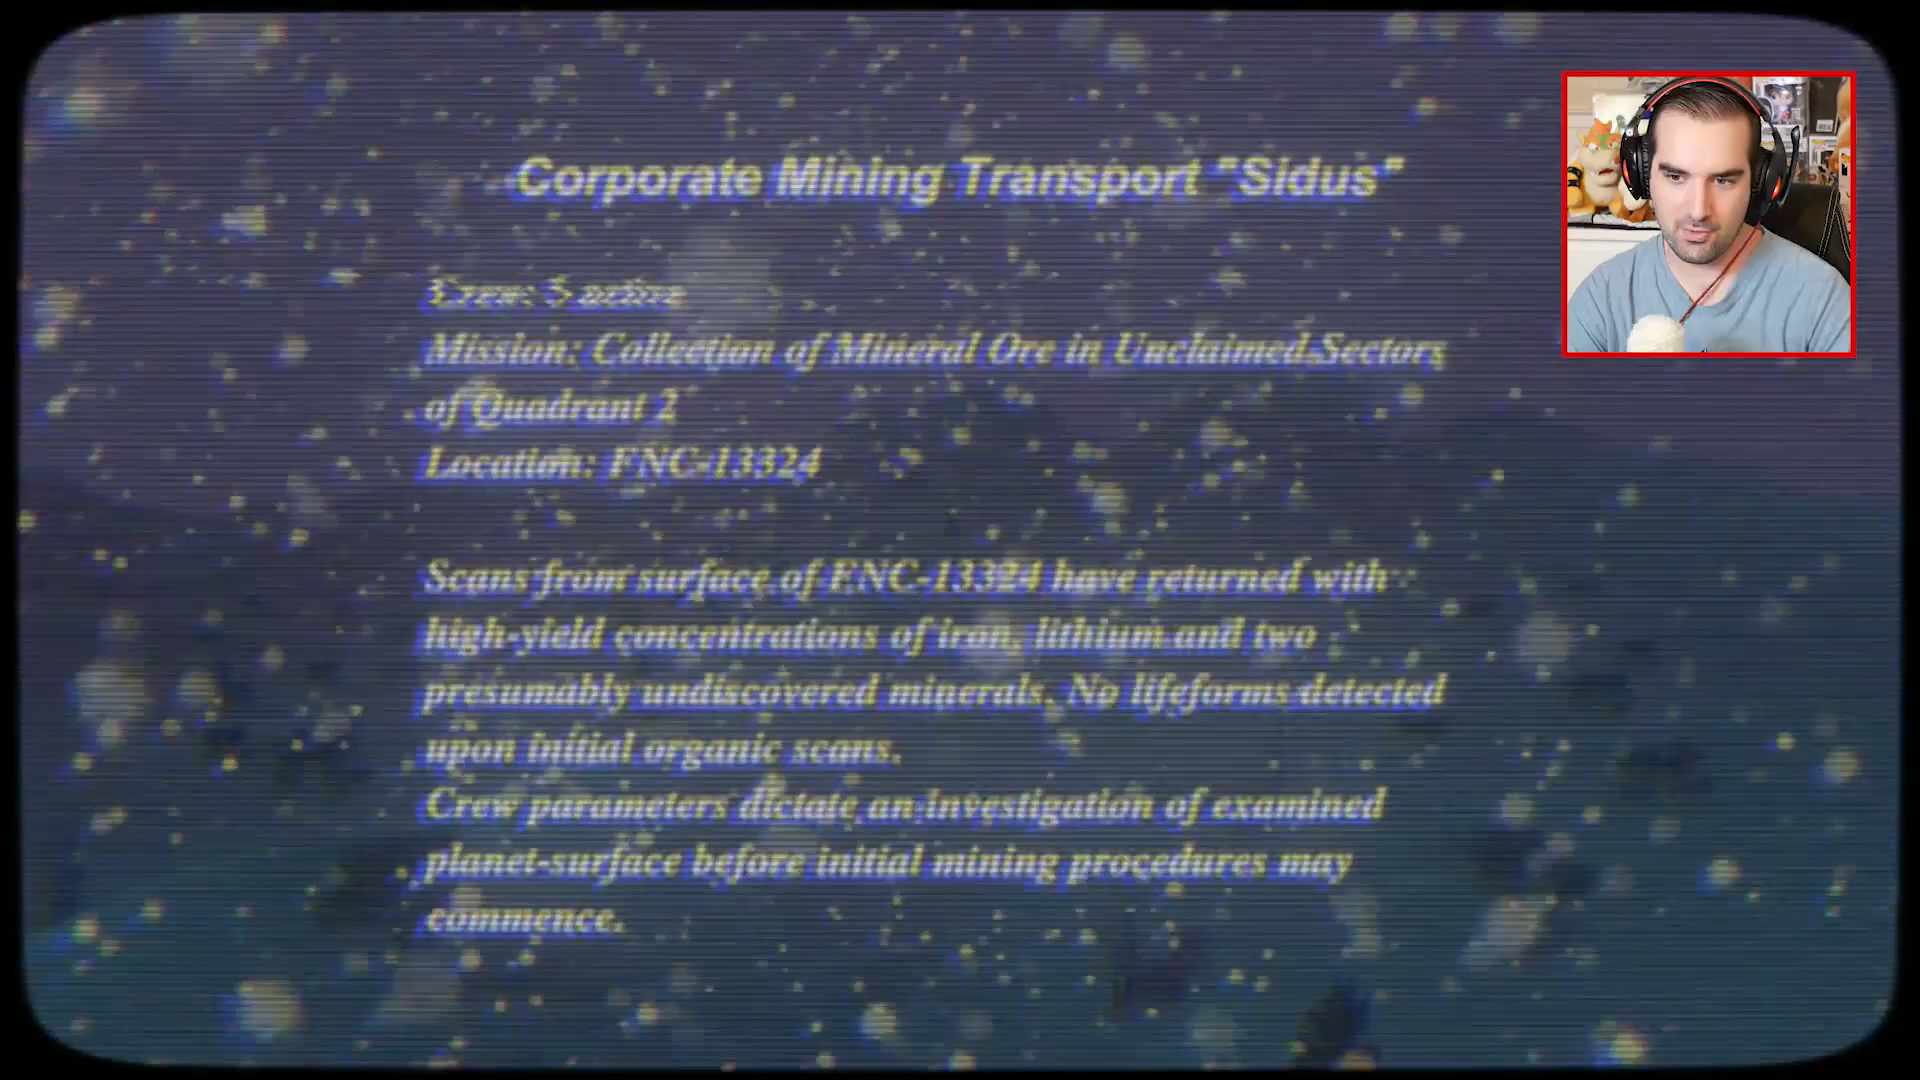 Corporate Mining Transport "Sidus"
Crew: 5 active
Mission: Collection of Mineral Ore in Unclaimed Sectors
of Quadrant 2
Location: FNC-13324
Scans from surface of FNC-13324 have returned with
high-yield concentrations of iron, lithium and two
presumably undiscovered minerals. No lifeforms detected
upon initial organic scans.
Crew parameters dictate an investigation of examined
planet-surface before initial mining procedures may
commence.